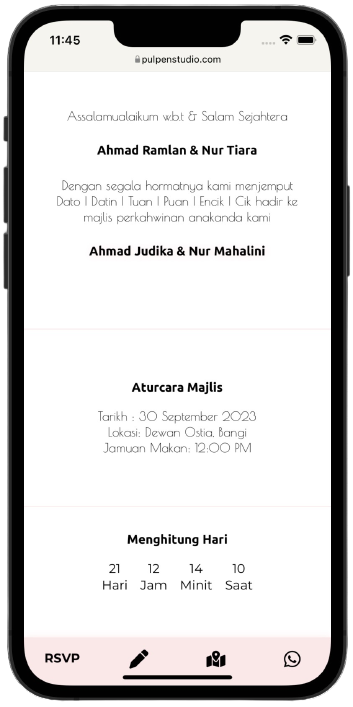 11:45
pulpenstudio.com
Assalamualaikum w.b.t & Salam Sejahtera
Ahmad Ramlan & Nur Tiara
Dengan segala hormatnya kami menjemput
Dato | Datin | Tuan | Puan | Encik | Cik hadir ke
majlis perkahwinan anakanda kami
Ahmad Judika & Nur Mahalini
Aturcara Majlis
Tarikh : 30 September 2023
Lokasi: Dewan Ostia, Bangi
Jamuan Makan: 12:00 PM
Menghitung Hari
21 12 14 10
Hari Jam Minit Saat
RSVP